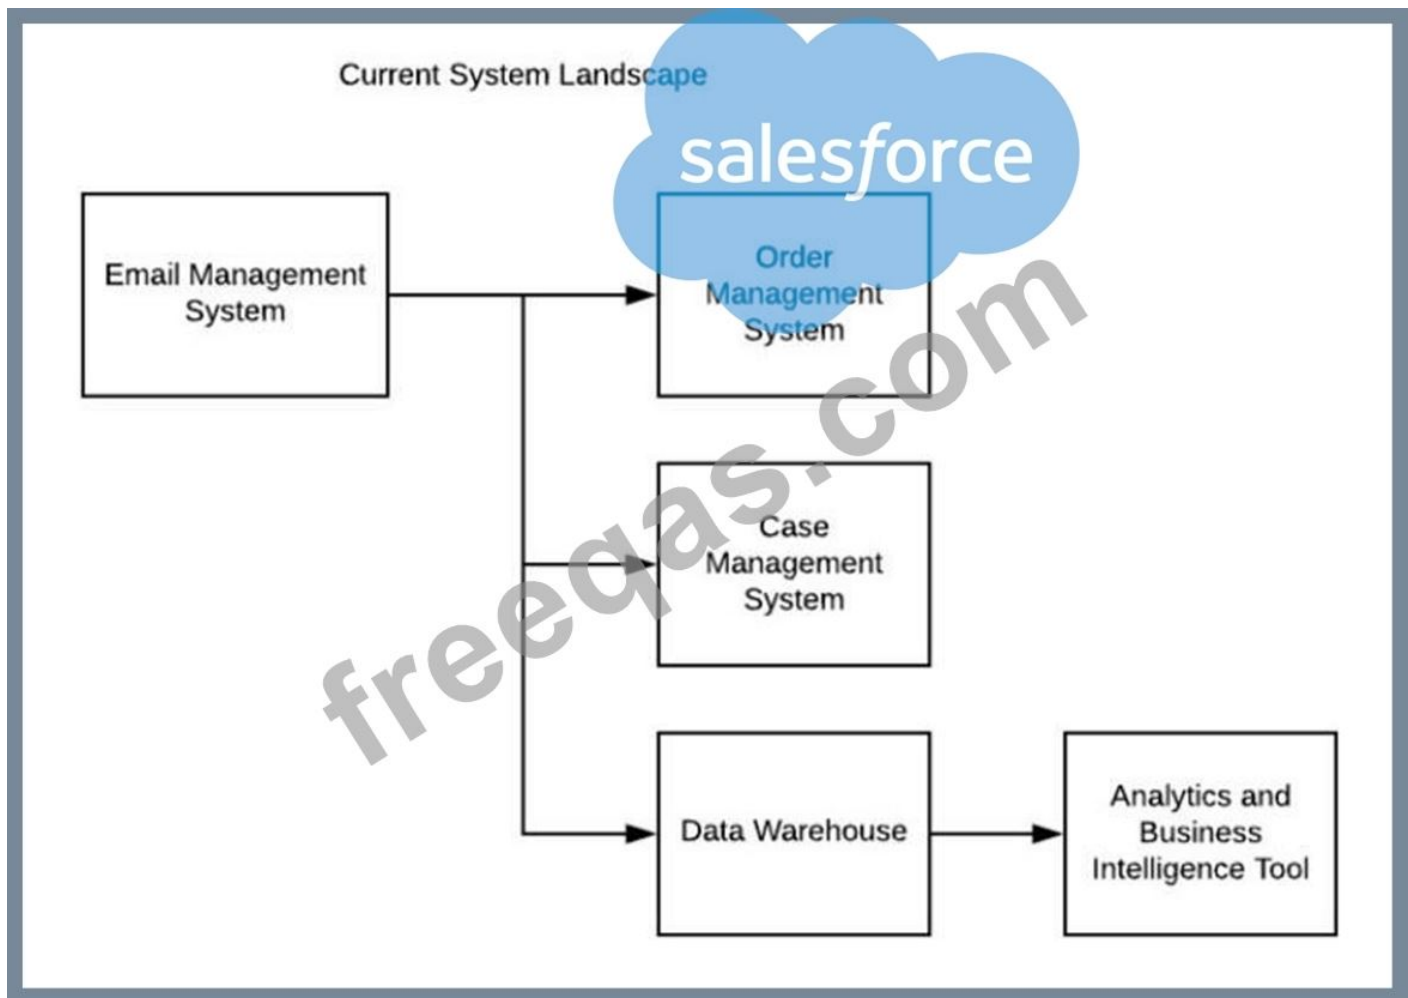 Current System Landscape
salesforce
Email Management
System
Order
Management
System
Case
Management
System
Data Warehouse
Analytics and
Business
Intelligence Tool
freeqas.com